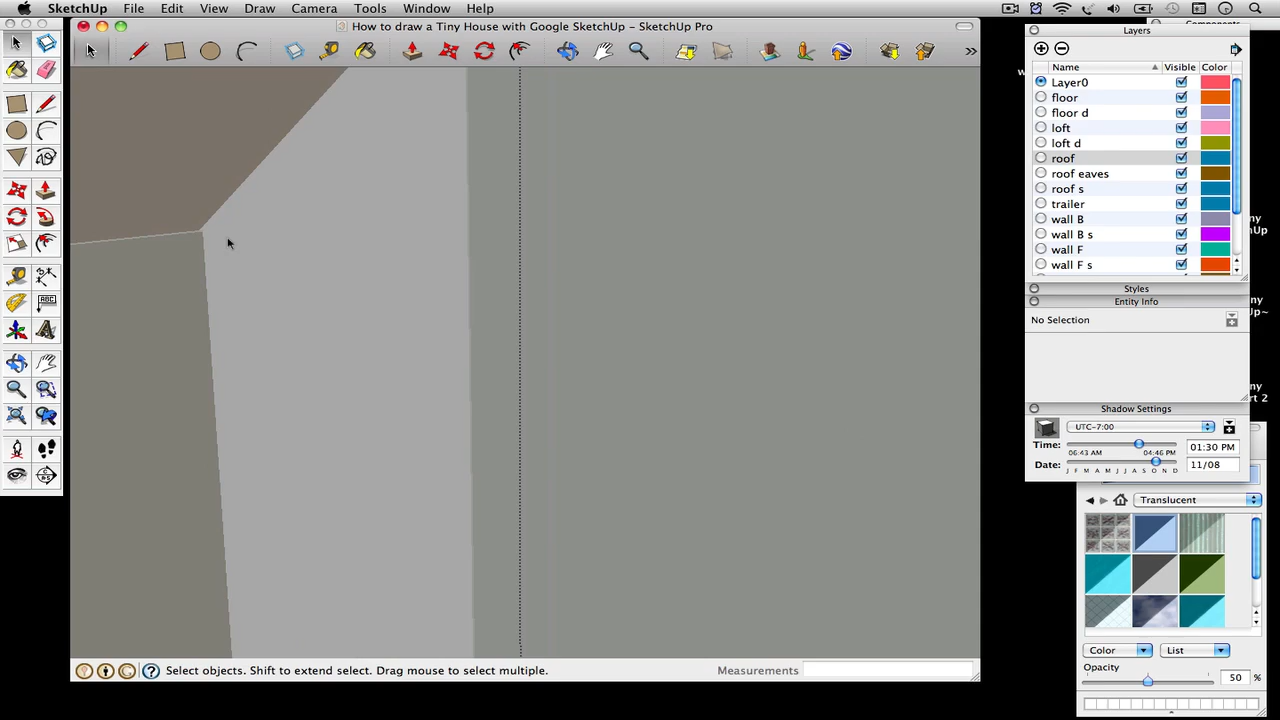 SketchUp File Edit View Draw Camera Tools Window Help
How to draw a Tiny House with Google SketchUp – SketchUp Pro
Layers
Name Visible Color
Layer0
floor
floor d
loft
loft d
roof
roof eaves
roof s
trailer
wall B
wall B s
wall F
wall F s
Styles
Entity Info
No Selection
Shadow Settings
UTC-7:00
Time: 06:43 AM 04:46 PM 01:30 PM
Date: J F M A M J J A S O N D 11/08
Translucent
Color List
Opacity
50 %
Select objects. Shift to extend select. Drag mouse to select multiple. Measurements